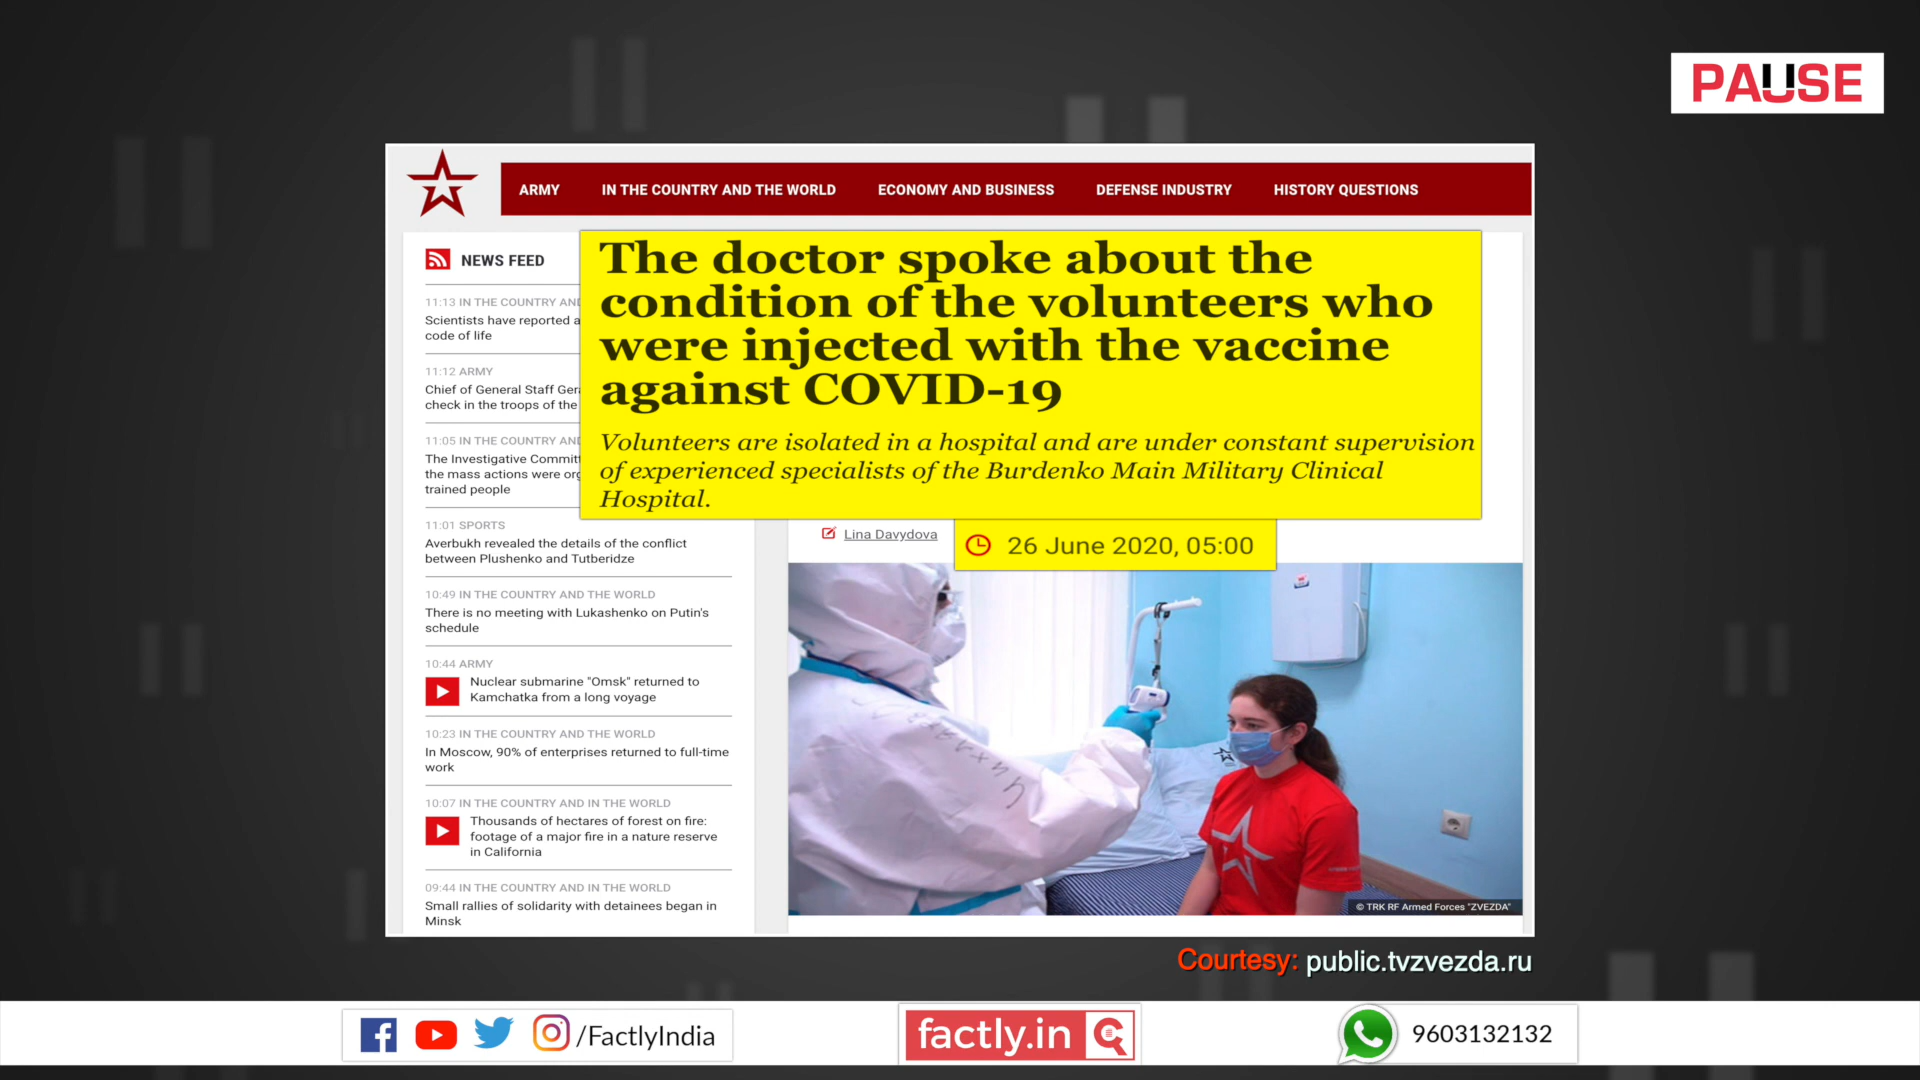 PAUSE
ARMY
IN THE COUNTRY AND THE WORLD
ECONOMY AND BUSINESS
DEFENSE INDUSTRY
HISTORY QUESTIONS
NEWS FEED
11:13 IN THE COUNTRY AN
Scientists have reported a
code of life
11:12 ARMY
Chief of General Staff Ger
check in the troops of the
11:05 IN THE COUNTRY AN
The Investigative Commit
the mass actions were org
trained people
11:01 SPORTS
Averbukh revealed the details of the conflict
between Plushenko and Tutberidze
10:49 IN THE COUNTRY AND THE WORLD
There is no meeting with Lukashenko on Putin's
schedule
10:44 ARMY
Nuclear submarine "Omsk" returned to
Kamchatka from a long voyage
10:23 IN THE COUNTRY AND THE WORLD
In Moscow, 90% of enterprises returned to full-time
work
10:07 IN THE COUNTRY AND IN THE WORLD
Thousands of hectares of forest on fire:
footage of a major fire in a nature reserve
in California
09:44 IN THE COUNTRY AND IN THE WORLD
Small rallies of solidarity with detainees began in
Minsk
The doctor spoke about the
condition of the volunteers who
were injected with the vaccine
against COVID-19
Volunteers are isolated in a hospital and are under constant supervision
of experienced specialists of the Burdenko Main Military Clinical
Hospital.
Lina Davydova
26 June 2020, 05:00
© TRK RF Armed Forces "ZVEZDA"
Courtesy: public.tvzvezda.ru
/FactlyIndia
factly.in
9603132132